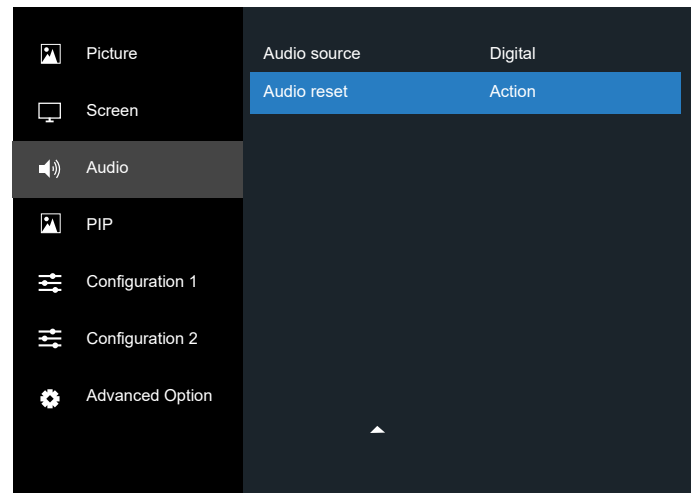 Picture
Screen
Audio
PIP
Configuration 1
Configuration 2
Advanced Option
Audio source Digital
Audio reset Action